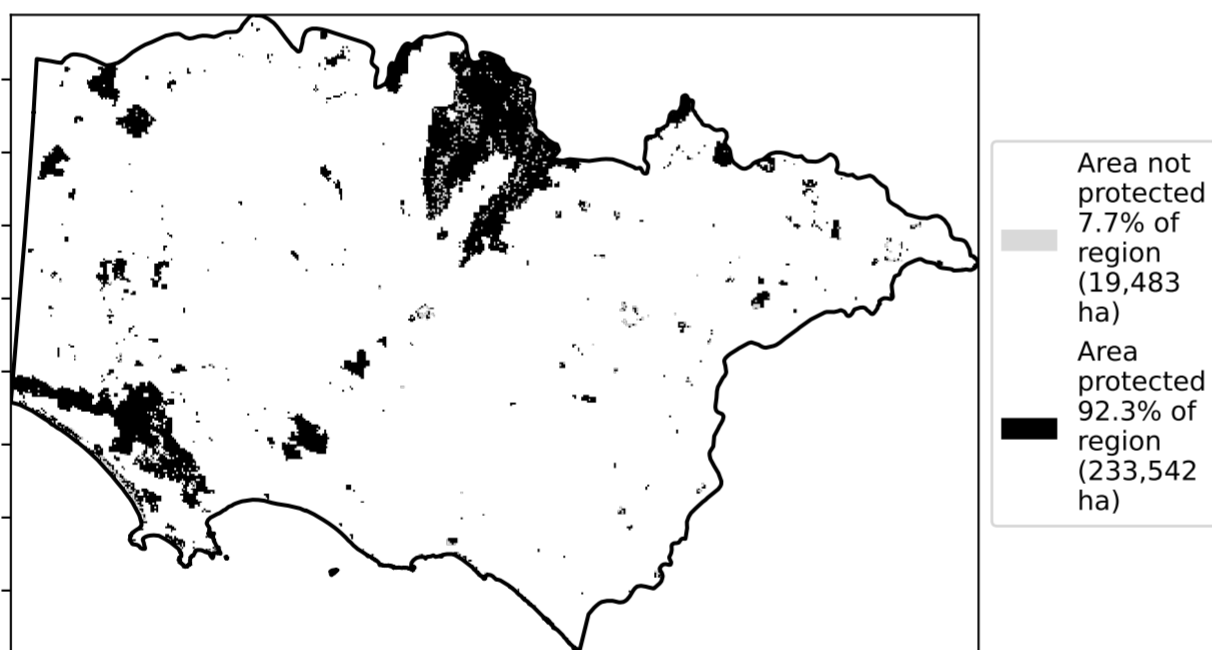 Area not
protected
7.7% of
region
(19,483
ha)
Area
protected
92.3% of
region
(233,542
ha)